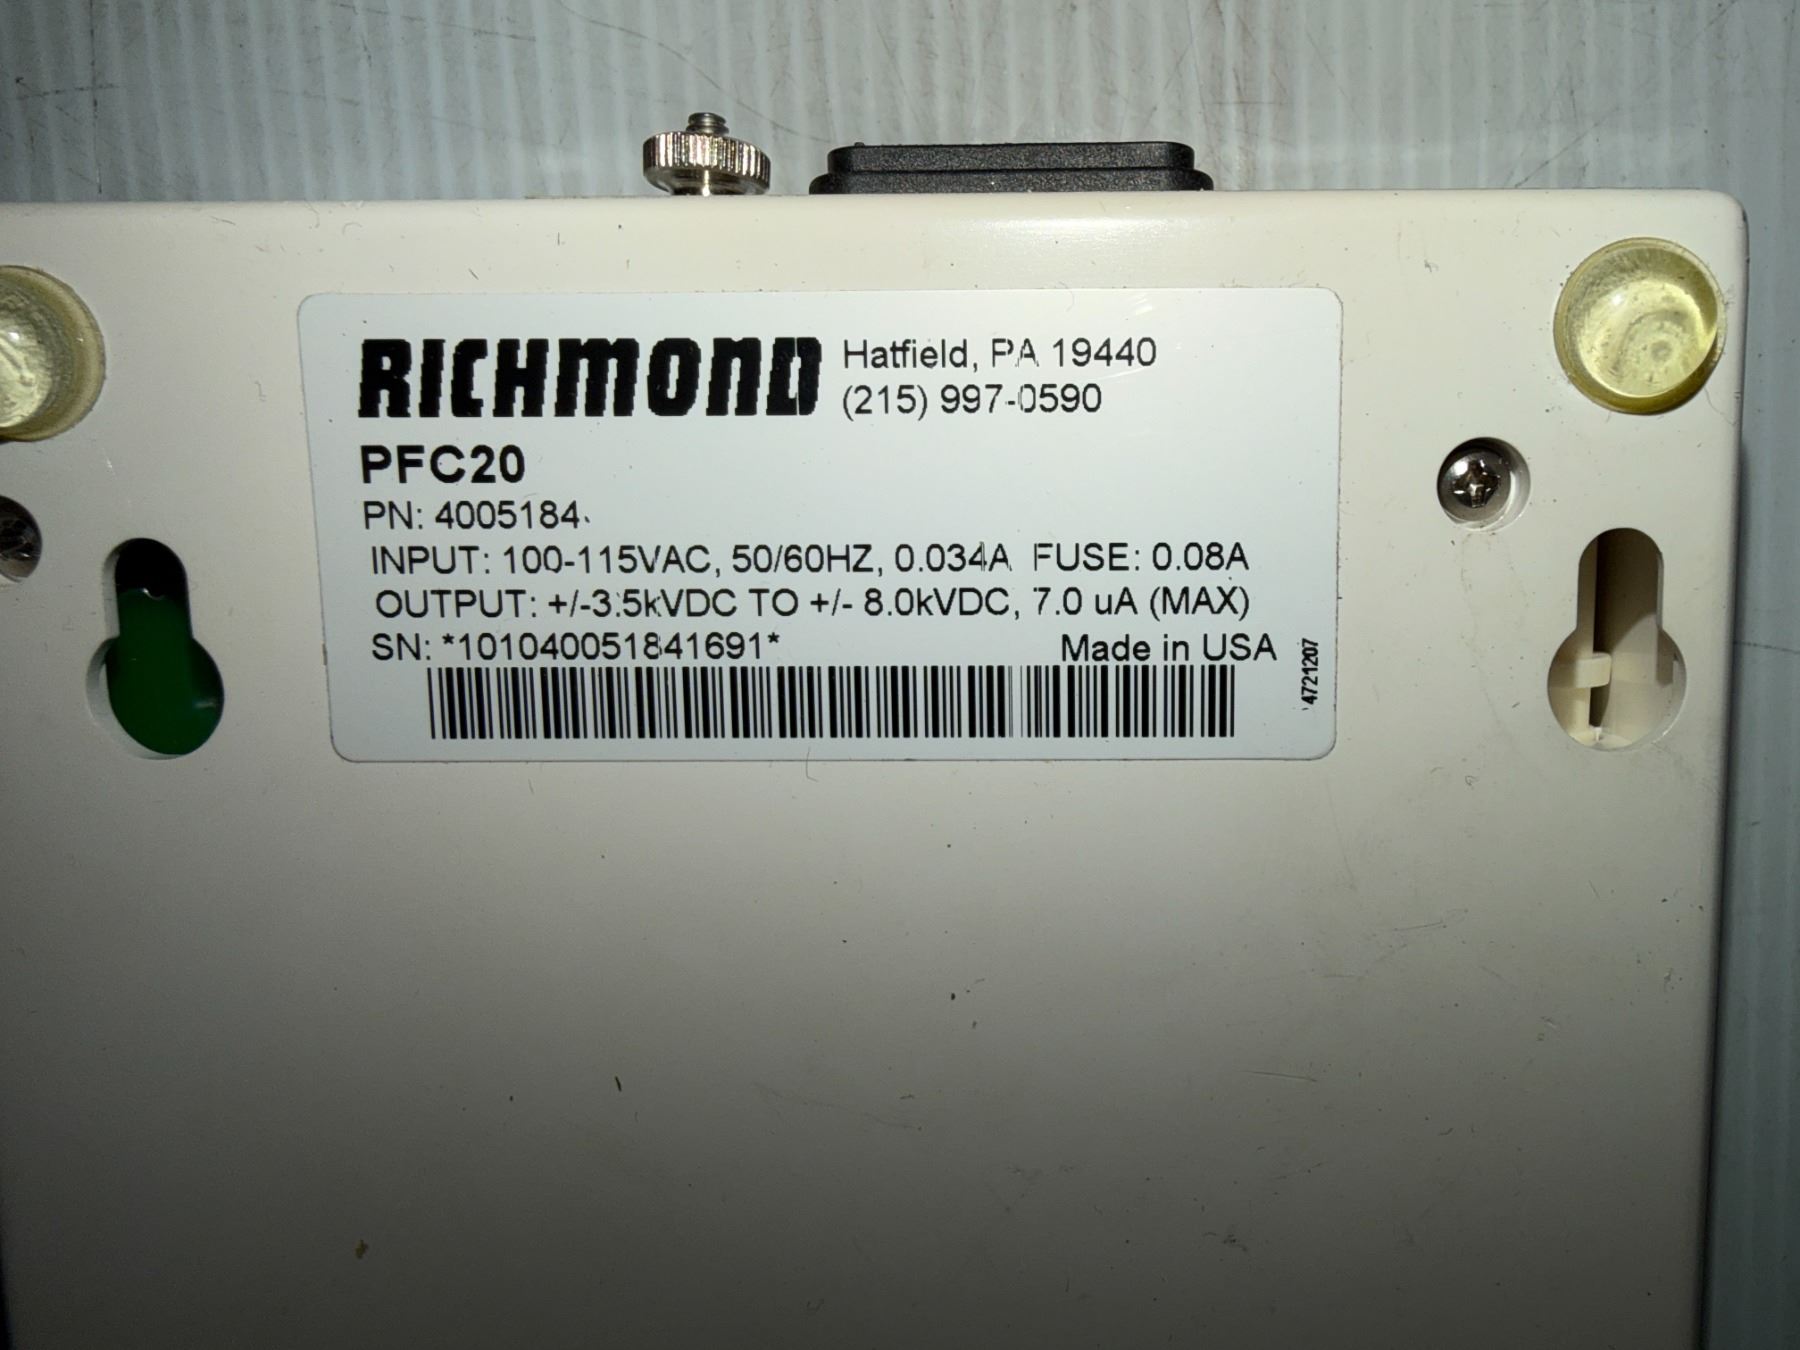 RICHMOND
Hatfield, PA 19440
(215) 997-0590
PFC20
PN: 4005184
INPUT: 100-115VAC, 50/60HZ, 0.034A FUSE: 0.08A
OUTPUT: +/-3.5kVDC TO +/- 8.0kVDC, 7.0 uA (MAX)
SN: *101040051841691*
Made in USA
4721207